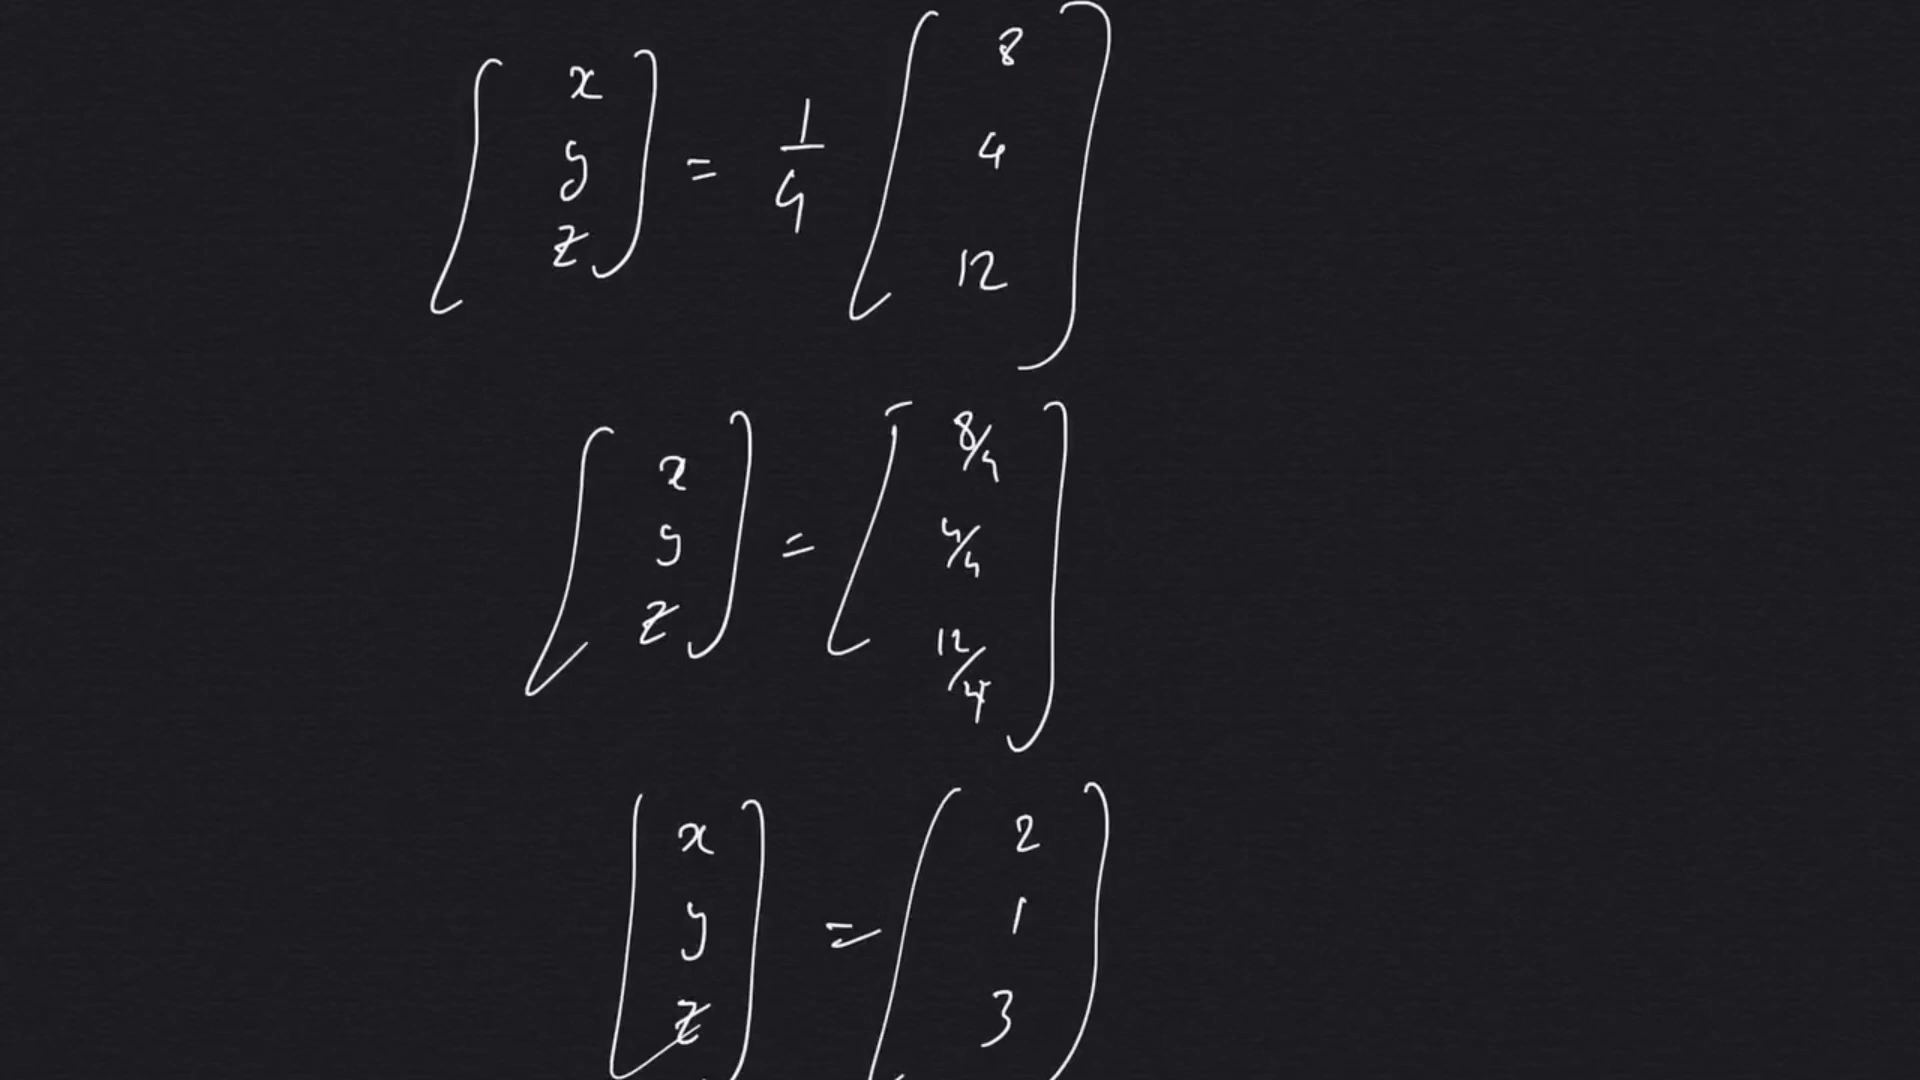 [x y z] = 1/4 [8 4 12]
[x y z] = [8/4 4/4 12/4]
[x y z] = [2 1 3]